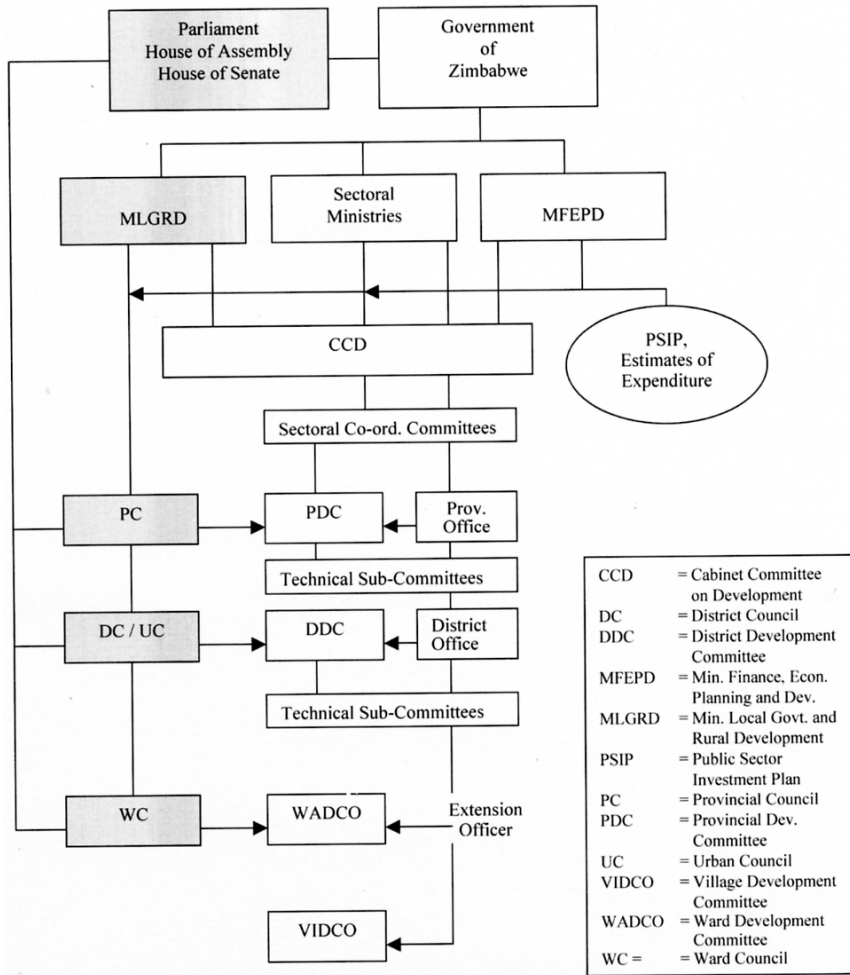 Parliament
House of Assembly
House of Senate
Government
of
Zimbabwe
MLGRD
Sectoral
Ministries
MFEPD
CCD
PSIP,
Estimates of
Expenditure
Sectoral Co-ord. Committees
PC
PDC
Prov.
Office
Technical Sub-Committees
DC / UC
DDC
District
Office
Technical Sub-Committees
WC
WADCO
Extension
Officer
VIDCO
CCD = Cabinet Committee
on Development
DC = District Council
DDC = District Development
Committee
MFEPD = Min. Finance, Econ.
Planning and Dev.
MLGRD = Min. Local Govt. and
Rural Development
PSIP = Public Sector
Investment Plan
PC = Provincial Council
PDC = Provincial Dev.
Committee
UC = Urban Council
VIDCO = Village Development
Committee
WADCO = Ward Development
Committee
WC = = Ward Council